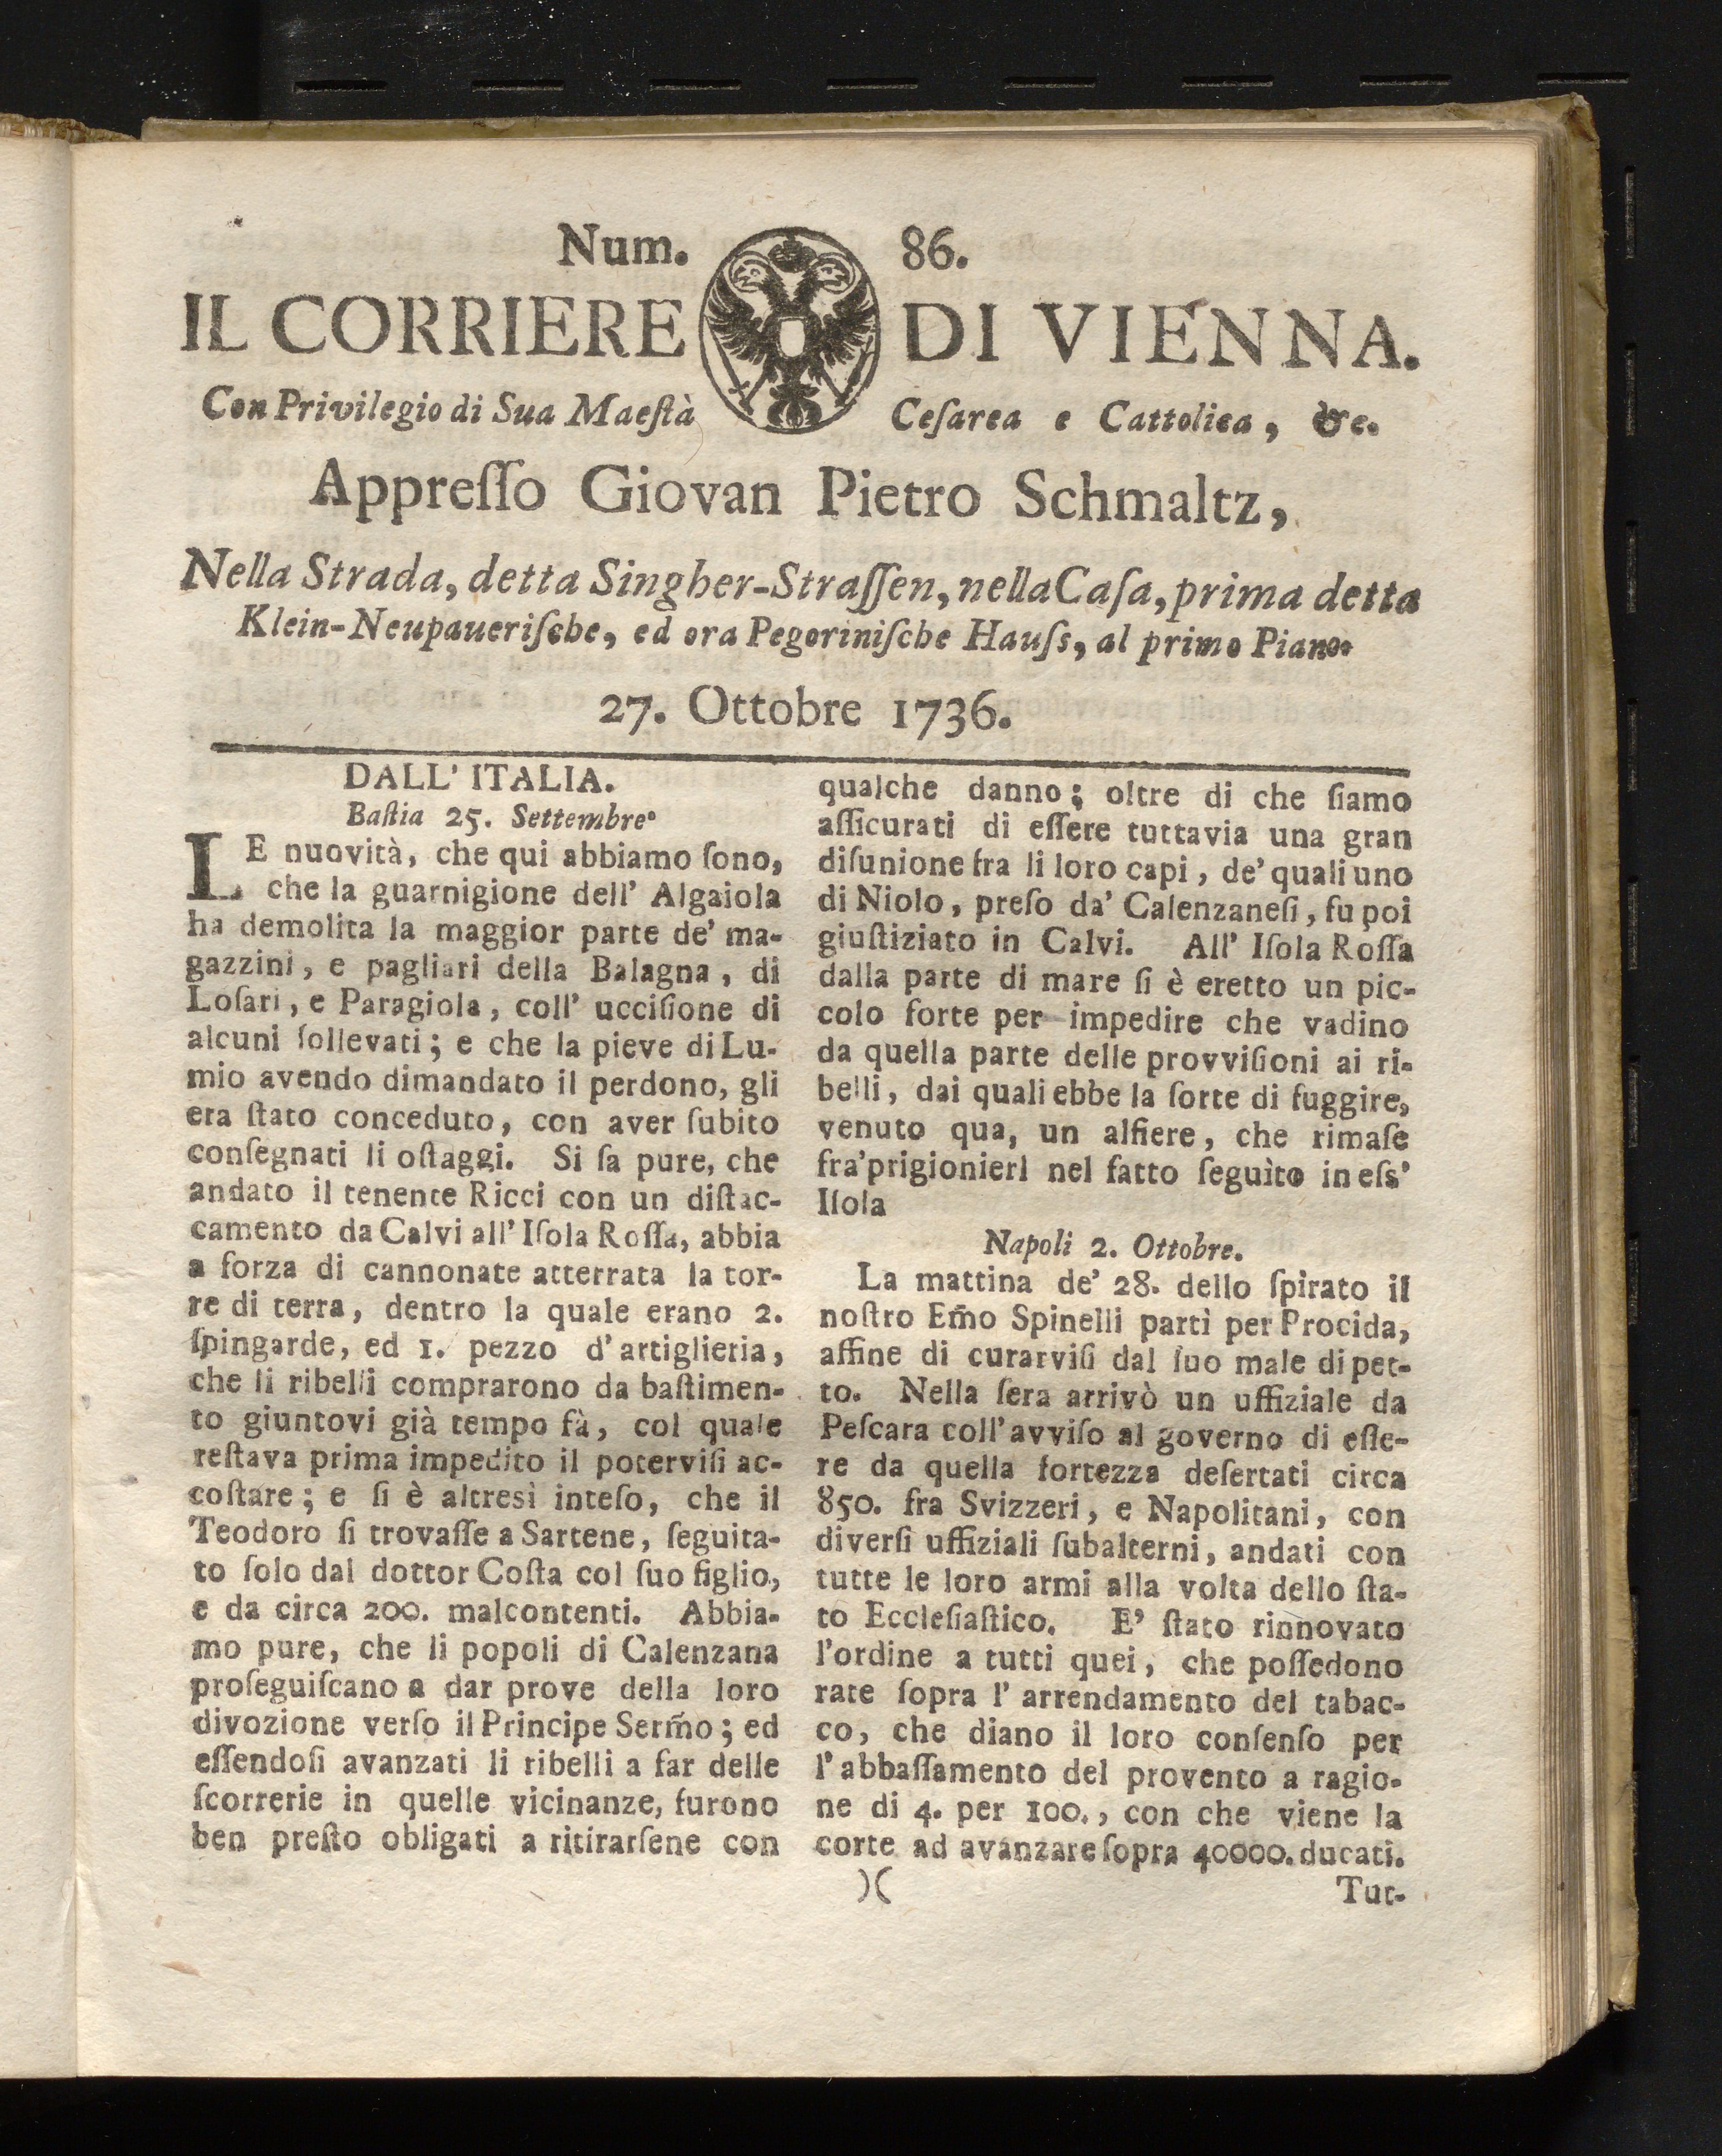 Num. 86.
IL CORRIERE DI VIENNA.
Con Privilegio di Sua Maeſtà Ceſarea e Cattolica, &c.
Appreſſo Giovan Pietro Schmaltz,
Nella Strada, detta Singher-Straſſen, nella Caſa, prima detta
Klein-Neupaueriſche, ed ora Pegoriniſche Hauſs, al primo Piano.
27. Ottobre 1736.
DALL' ITALIA.
Baſtia 25. Settembre.
LE nuovità, che qui abbiamo ſono,
che la guarnigione dell' Algaiola
ha demolita la maggior parte de' ma-
gazzini, e pagliari della Balagna, di
Loſari, e Paragiola, coll' ucciſione di
alcuni ſollevati; e che la pieve di Lu-
mio avendo dimandato il perdono, gli
era ſtato conceduto, con aver ſubito
conſegnati li oſtaggi. Si ſa pure, che
andato il tenente Ricci con un diſtac-
camento da Calvi all' Iſola Roſſa, abbia
a forza di cannonate atterrata la tor-
re di terra, dentro la quale erano 2.
ſpingarde, ed 1. pezzo d' artiglieria,
che li ribelli comprarono da baſtimen-
to giuntovi già tempo fà, col quale
reſtava prima impedito il potervili ac-
coſtare; e ſi è altresì inteſo, che il
Teodoro ſi trovaſſe a Sartene, ſeguita-
to ſolo dal dottor Coſta col ſuo figlio,
e da circa 200. malcontenti. Abbia-
mo pure, che li popoli di Calenzana
proſeguiſcano a dar prove della loro
divozione verſo il Principe Serm̃o; ed
eſſendoſi avanzati li ribelli a far delle
ſcorrerie in quelle vicinanze, furono
ben preſto obligati a ritirarſene con
qualche danno; oltre di che ſiamo
aſſicurati di eſſere tuttavia una gran
diſunione fra li loro capi, de' quali uno
di Niolo, preſo da' Calenzaneſi, fu poi
giuſtiziato in Calvi. All' Iſola Roſſa
dalla parte di mare ſi è eretto un pic-
colo forte per impedire che vadino
da quella parte delle provviſioni ai ri-
belli, dai quali ebbe la ſorte di fuggire,
venuto qua, un alfiere, che rimaſe
fra' prigionieri nel fatto ſeguìto in eſs'
Iſola
Napoli 2. Ottobre.
La mattina de' 28. dello ſpirato il
noſtro Em̃o Spinelli partì per Procida,
affine di curarviſi dal ſuo male di pet-
to. Nella ſera arrivò un uffiziale da
Peſcara coll' avviſo al governo di eſſe-
re da quella fortezza deſertati circa
850. fra Svizzeri, e Napolitani, con
diverſi uffiziali ſubalterni, andati con
tutte le loro armi alla volta dello ſta-
to Eccleſiaſtico. E' ſtato rinnovato
l'ordine a tutti quei, che poſſedono
rate ſopra l' arrendamento del tabac-
co, che diano il loro conſenſo per
l' abbaſſamento del provento a ragio-
ne di 4. per 100., con che viene la
corte ad avanzare ſopra 40000. ducati.
)( Tut-